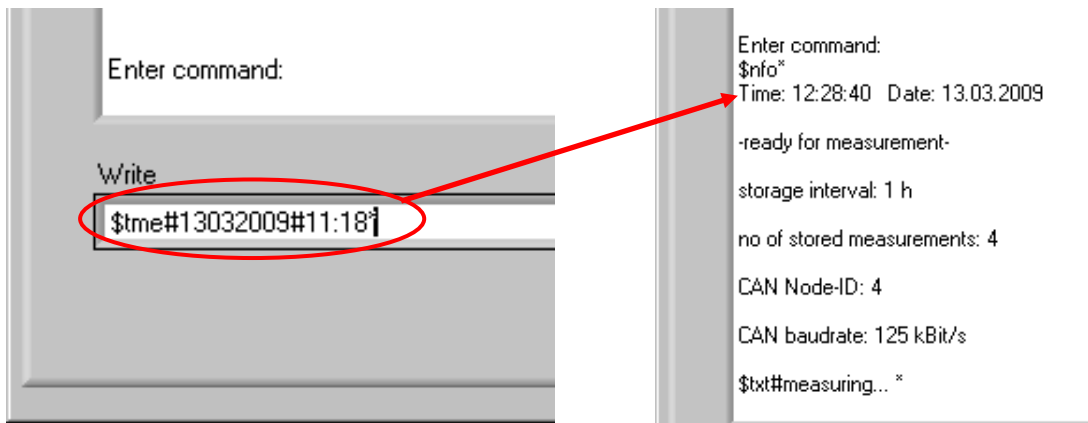 Enter command:
Write
$tme#13032009#11:18*
Enter command:
$nfo*
Time: 12:28:40 Date: 13.03.2009
-ready for measurement-
storage interval: 1 h
no of stored measurements: 4
CAN Node-ID: 4
CAN baudrate: 125 kBit/s
$txt#measuring... *